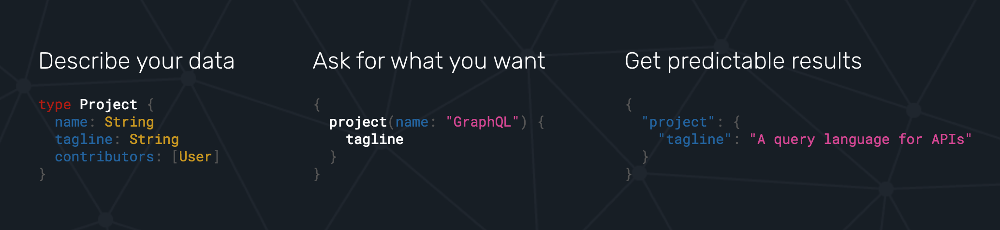 Describe your data
type Project {
  name: String
  tagline: String
  contributors: [User]
}
Ask for what you want
{
  project(name: "GraphQL") {
    tagline
  }
}
Get predictable results
{
  "project": {
    "tagline": "A query language for APIs"
  }
}